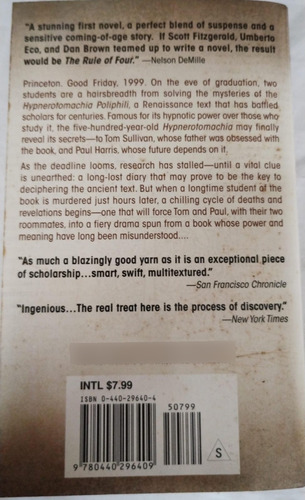 "A stunning first novel, a perfect blend of suspense and a
sensitive coming-of-age story. If Scott Fitzgerald, Umberto
Eco, and Dan Brown teamed up to write a novel, the result
would be The Rule of Four." —Nelson DeMille
Princeton. Good Friday, 1999. On the eve of graduation, two
students are a hairsbreadth from solving the mysteries of the
Hypnerotomachia Poliphili, a Renaissance text that has baffled
scholars for centuries. Famous for its hypnotic power over those who
study it, the five-hundred-year-old Hypnerotomachia may finally
reveal its secrets—to Tom Sullivan, whose father was obsessed with
the book, and Paul Harris, whose future depends on it.
As the deadline looms, research has stalled—until a vital clue
is unearthed: a long-lost diary that may prove to be the key to
deciphering the ancient text. But when a longtime student of the
book is murdered just hours later, a chilling cycle of deaths and
revelations begins—one that will force Tom and Paul, with their two
roommates, into a fiery drama spun from a book whose power and
meaning have long been misunderstood....
"As much a blazingly good yarn as it is an exceptional piece
of scholarship...smart, swift, multitextured."
—San Francisco Chronicle
"Ingenious...The real treat here is the process of discovery."
—New York Times
INTL $7.99
ISBN 0-440-29640-4
50799
9 780440 296409
S